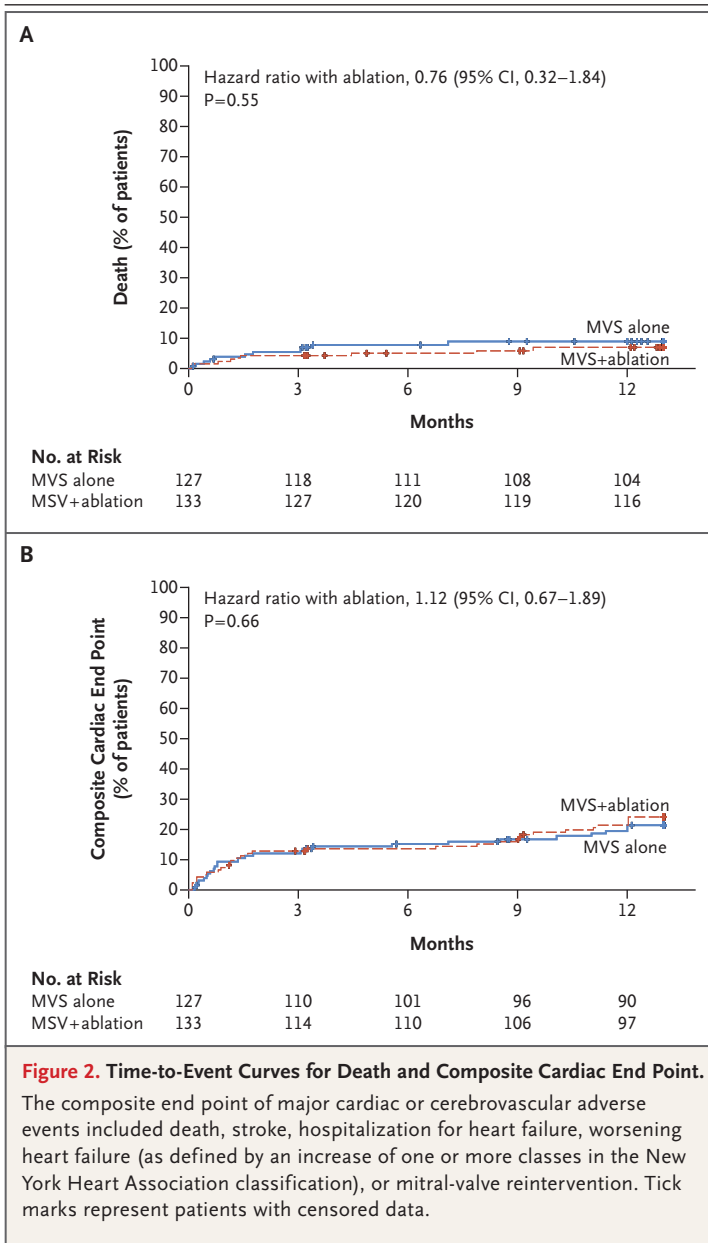 A
Hazard ratio with ablation, 0.76 (95% CI, 0.32–1.84)
P=0.55
Death (% of patients)
100
90
80
70
60
50
40
30
20
10
0
MVS alone
MVS+ablation
0 3 6 9 12
Months
No. at Risk
MVS alone 127 118 111 108 104
MSV+ablation 133 127 120 119 116
B
Hazard ratio with ablation, 1.12 (95% CI, 0.67–1.89)
P=0.66
Composite Cardiac End Point
(% of patients)
100
90
80
70
60
50
40
30
20
10
0
MVS+ablation
MVS alone
0 3 6 9 12
Months
No. at Risk
MVS alone 127 110 101 96 90
MSV+ablation 133 114 110 106 97
Figure 2. Time-to-Event Curves for Death and Composite Cardiac End Point.
The composite end point of major cardiac or cerebrovascular adverse
events included death, stroke, hospitalization for heart failure, worsening
heart failure (as defined by an increase of one or more classes in the New
York Heart Association classification), or mitral-valve reintervention. Tick
marks represent patients with censored data.